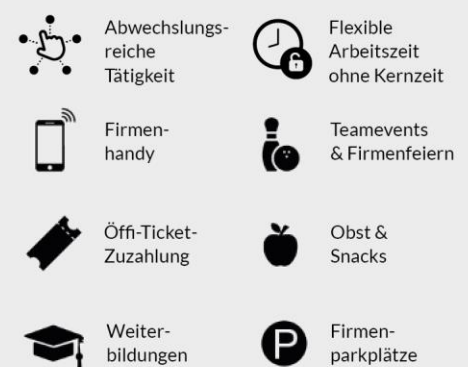 Abwechslungs-
reiche
Tätigkeit
Flexible
Arbeitszeit
ohne Kernzeit
Firmen-
handy
Teamevents
& Firmenfeiern
Öffi-Ticket-
Zuzahlung
Obst &
Snacks
Weiter-
bildungen
P
Firmen-
parkplätze